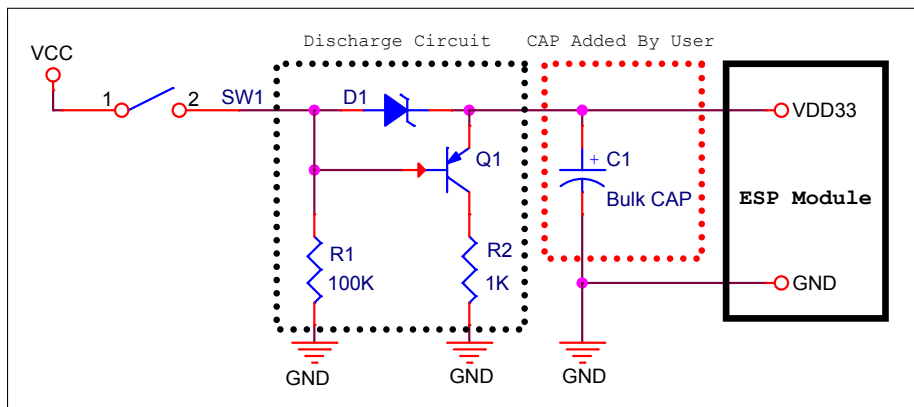 Discharge Circuit
CAP Added By User
VCC
1
2
SW1
D1
VDD33
Q1
+
C1
Bulk CAP
ESP Module
R1
100K
R2
1K
GND
GND
GND
GND